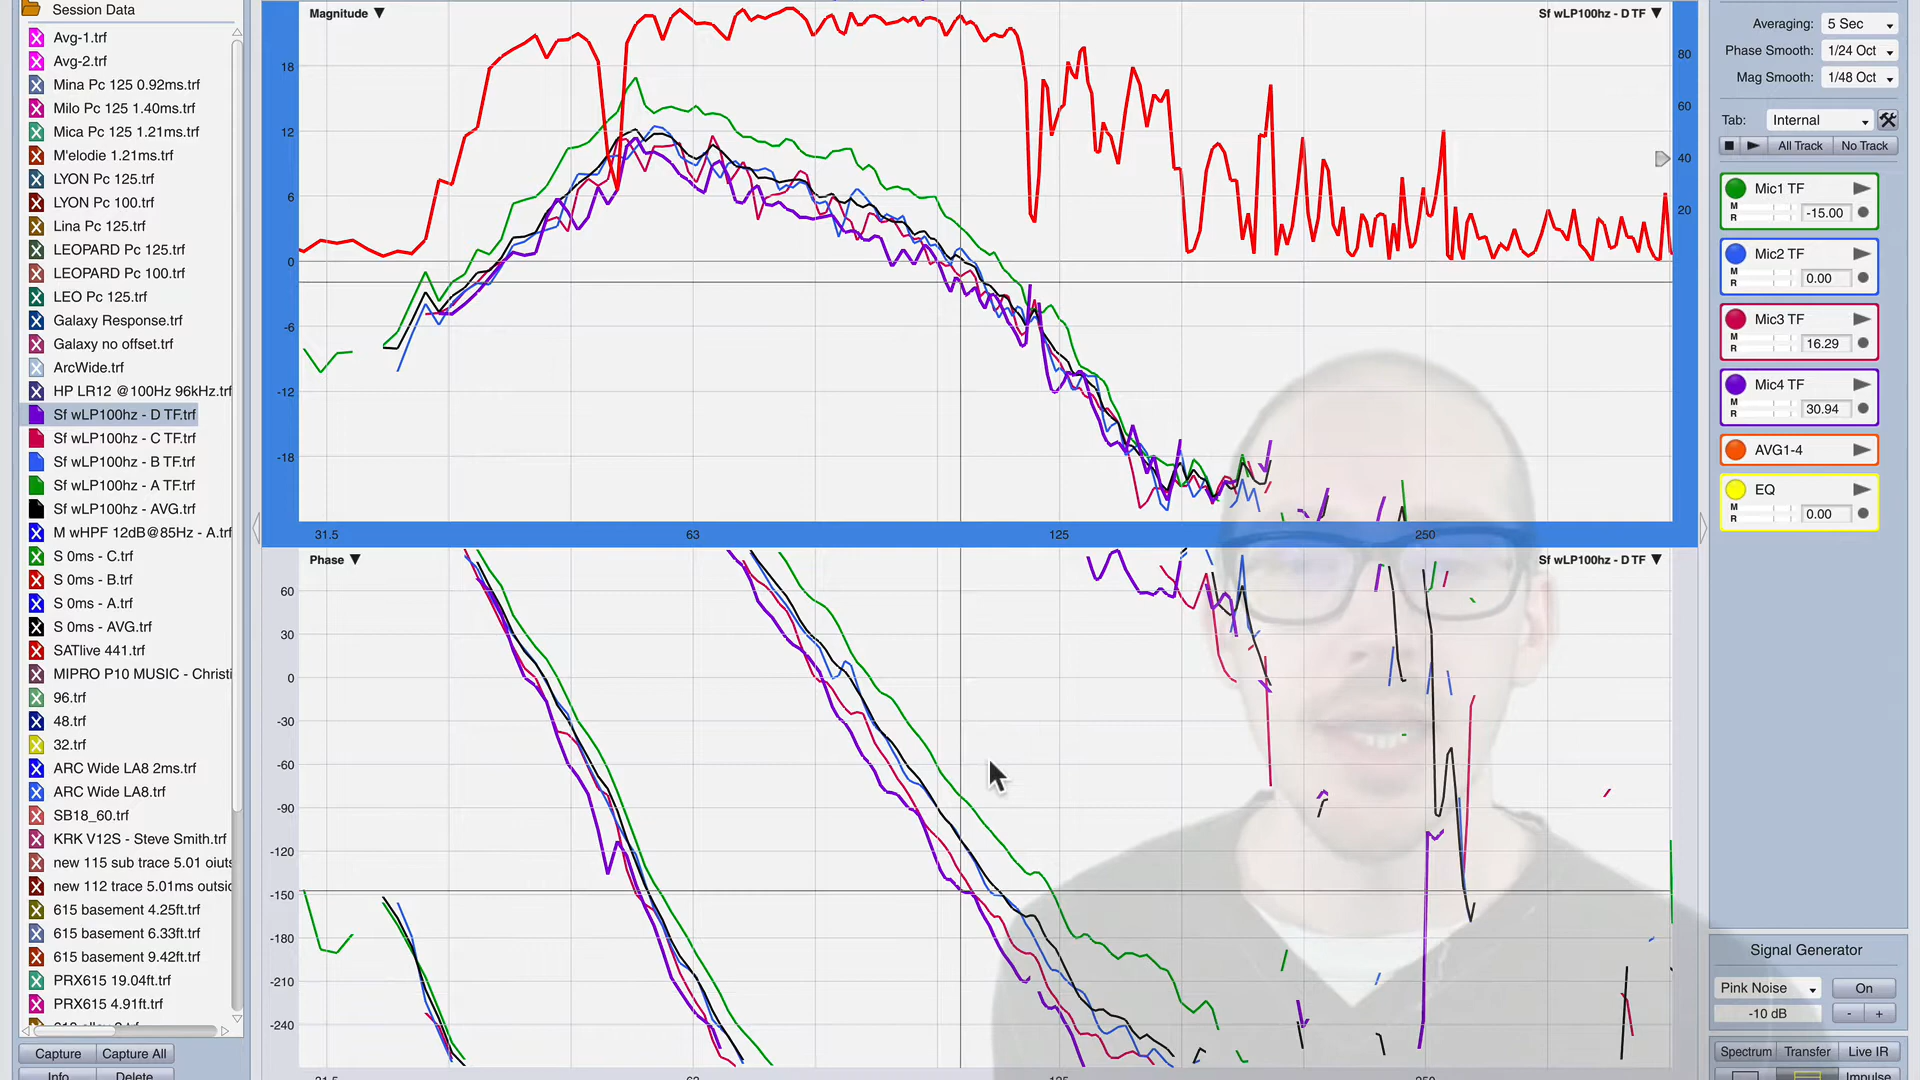 Session Data
Avg-1.trf
Avg-2.trf
Mina Pc 125 0.92ms.trf
Milo Pc 125 1.40ms.trf
Mica Pc 125 1.21ms.trf
M'elodie 1.21ms.trf
LYON Pc 125.trf
LYON Pc 100.trf
Lina Pc 125.trf
LEOPARD Pc 125.trf
LEOPARD Pc 100.trf
LEO Pc 125.trf
Galaxy Response.trf
Galaxy no offset.trf
ArcWide.trf
HP LR12 @100Hz 96kHz.trf
Sf wLP100hz - D TF.trf
Sf wLP100hz - C TF.trf
Sf wLP100hz - B TF.trf
Sf wLP100hz - A TF.trf
Sf wLP100hz - AVG.trf
M wHPF 12dB@85Hz - A.trf
S 0ms - C.trf
S 0ms - B.trf
S 0ms - A.trf
S 0ms - AVG.trf
SATlive 441.trf
MIPRO P10 MUSIC - Christi
96.trf
48.trf
32.trf
ARC Wide LA8 2ms.trf
ARC Wide LA8.trf
SB18_60.trf
KRK V12S - Steve Smith.trf
new 115 sub trace 5.01 outs
new 112 trace 5.01ms outsid
615 basement 4.25ft.trf
615 basement 6.33ft.trf
615 basement 9.42ft.trf
PRX615 19.04ft.trf
PRX615 4.91ft.trf
Capture
Capture All
Info
Delete
Magnitude
Sf wLP100hz - D TF
18
12
6
0
-6
-12
-18
80
60
40
20
31.5
63
125
250
Phase
Sf wLP100hz - D TF
60
30
0
-30
-60
-90
-120
-150
-180
-210
-240
31.5
63
125
250
Averaging:
5 Sec
Phase Smooth:
1/24 Oct
Mag Smooth:
1/48 Oct
Tab:
Internal
All Track
No Track
Mic1 TF
M
R
-15.00
Mic2 TF
M
R
0.00
Mic3 TF
M
R
16.29
Mic4 TF
M
R
30.94
AVG1-4
EQ
M
R
0.00
Signal Generator
Pink Noise
On
-10 dB
-
+
Spectrum
Transfer
Live IR
Impulse